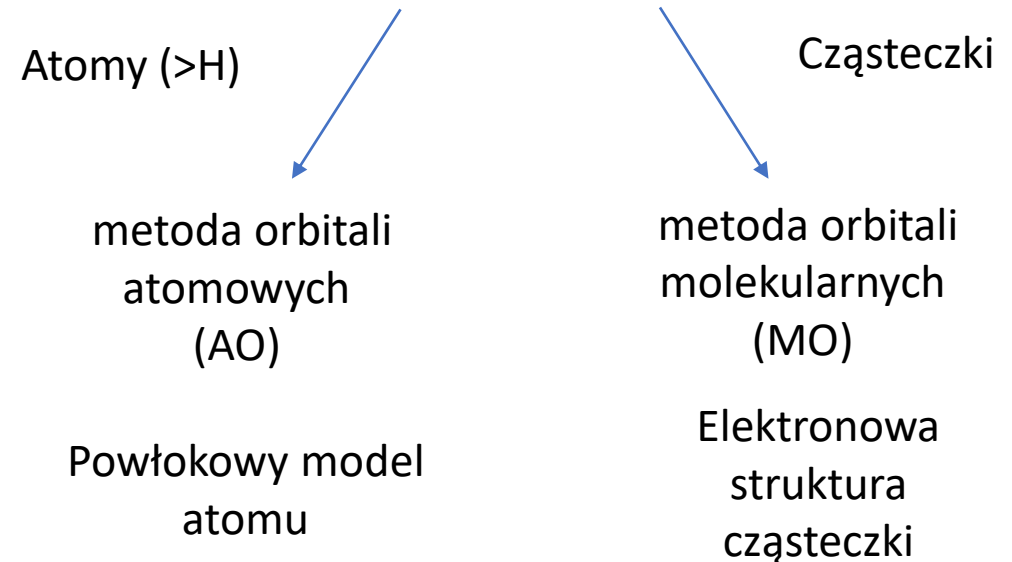 Atomy (>H)
Cząsteczki
metoda orbitali
atomowych
(AO)
metoda orbitali
molekularnych
(MO)
Powłokowy model
atomu
Elektronowa
struktura
cząsteczki